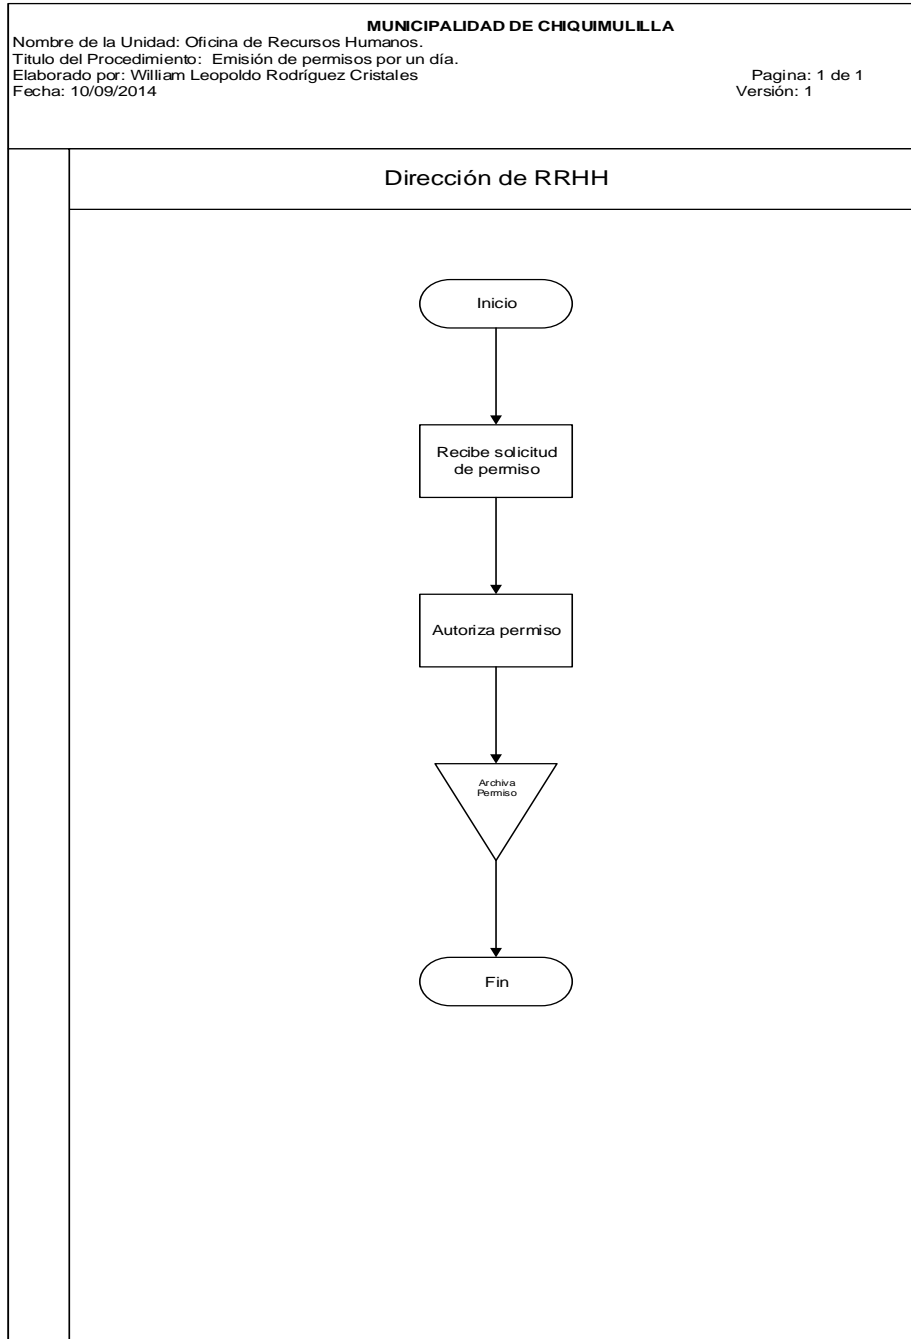 MUNICIPALIDAD DE CHIQUIMULILLA
Nombre de la Unidad: Oficina de Recursos Humanos.
Titulo del Procedimiento: Emisión de permisos por un día.
Elaborado por: William Leopoldo Rodríguez Cristales Pagina: 1 de 1
Fecha: 10/09/2014 Versión: 1
Dirección de RRHH
Inicio
Recibe solicitud
de permiso
Autoriza permiso
Archiva
Permiso
Fin